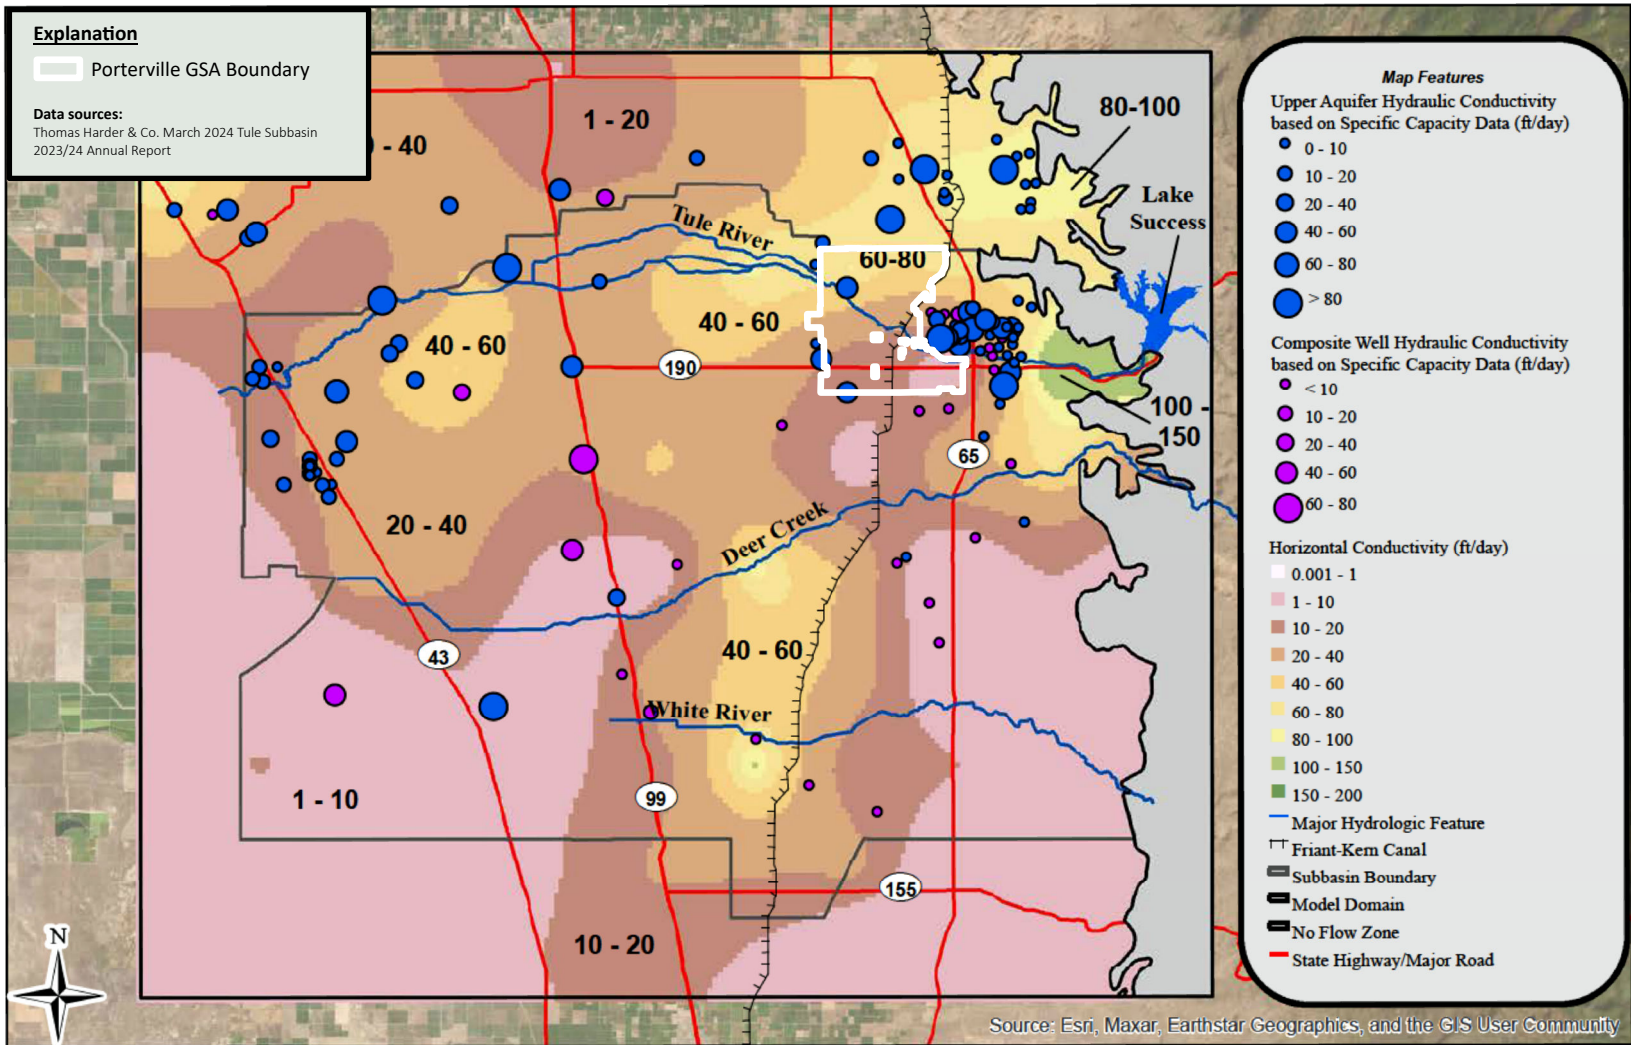 Explanation
Porterville GSA Boundary
Data sources:
Thomas Harder & Co. March 2024 Tule Subbasin
2023/24 Annual Report
- 40
1 - 20
80-100
Lake
Success
Tule River
60-80
40 - 60
40 - 60
190
100 -
150
65
20 - 40
Deer Creek
43
40 - 60
White River
1 - 10
99
155
10 - 20
N
Map Features
Upper Aquifer Hydraulic Conductivity
based on Specific Capacity Data (ft/day)
0 - 10
10 - 20
20 - 40
40 - 60
60 - 80
> 80
Composite Well Hydraulic Conductivity
based on Specific Capacity Data (ft/day)
< 10
10 - 20
20 - 40
40 - 60
60 - 80
Horizontal Conductivity (ft/day)
0.001 - 1
1 - 10
10 - 20
20 - 40
40 - 60
60 - 80
80 - 100
100 - 150
150 - 200
Major Hydrologic Feature
Friant-Kern Canal
Subbasin Boundary
Model Domain
No Flow Zone
State Highway/Major Road
Source: Esri, Maxar, Earthstar Geographics, and the GIS User Community